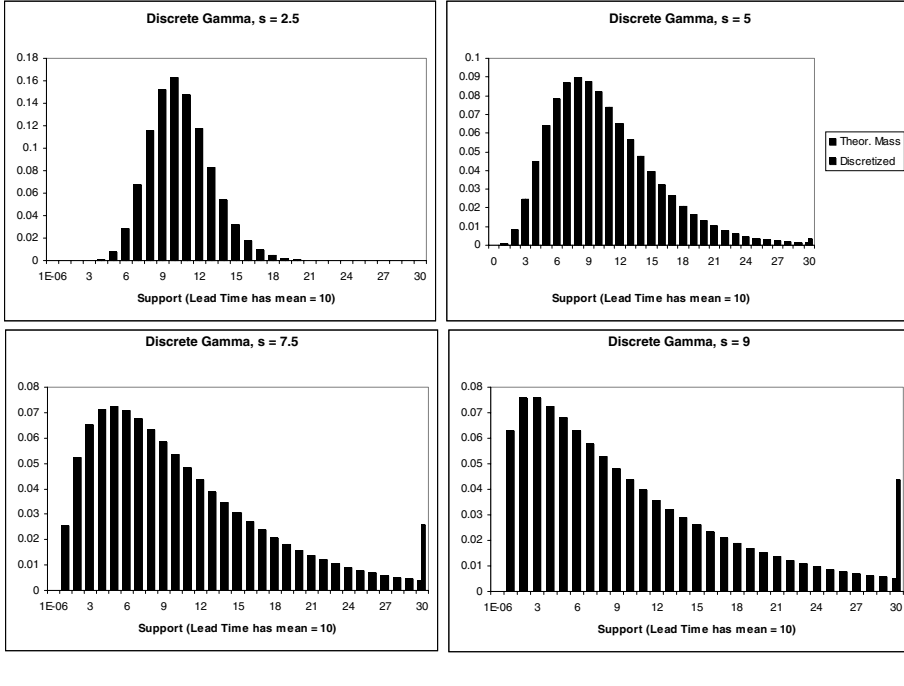 Discrete Gamma, s = 2.5
0.18
0.16
0.14
0.12
0.1
0.08
0.06
0.04
0.02
0
1E-06 3 6 9 12 15 18 21 24 27 30
Support (Lead Time has mean = 10)
Discrete Gamma, s = 5
0.1
0.09
0.08
0.07
0.06
0.05
0.04
0.03
0.02
0.01
0
0 3 6 9 12 15 18 21 24 27 30
Support (Lead Time has mean = 10)
Theor. Mass
Discretized
Discrete Gamma, s = 7.5
0.08
0.07
0.06
0.05
0.04
0.03
0.02
0.01
0
1E-06 3 6 9 12 15 18 21 24 27 30
Support (Lead Time has mean = 10)
Discrete Gamma, s = 9
0.08
0.07
0.06
0.05
0.04
0.03
0.02
0.01
0
1E-06 3 6 9 12 15 18 21 24 27 30
Support (Lead Time has mean = 10)